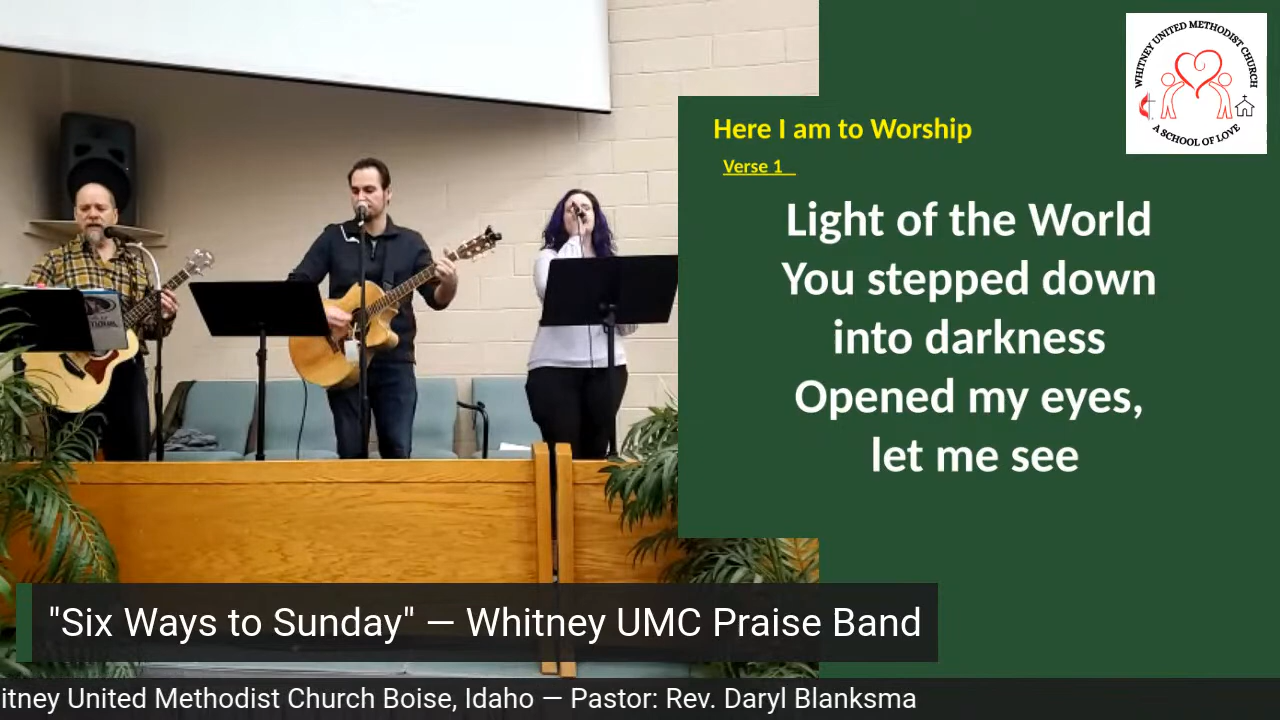 WHITNEY UNITED METHODIST CHURCH
A SCHOOL OF LOVE
Here I am to Worship
Verse 1
Light of the World
You stepped down
into darkness
Opened my eyes,
let me see
"Six Ways to Sunday" — Whitney UMC Praise Band
itney United Methodist Church Boise, Idaho — Pastor: Rev. Daryl Blanksma